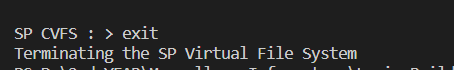 SP CVFS : > exit
Terminating the SP Virtual File System